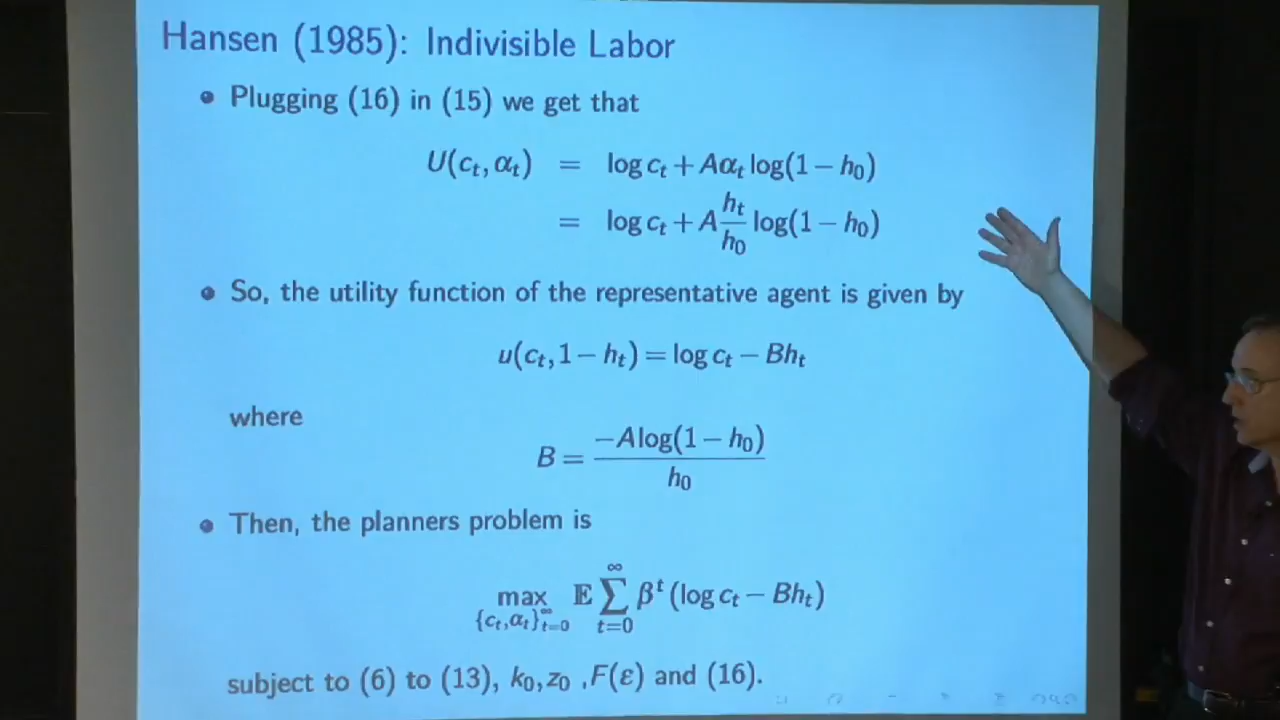 Hansen (1985): Indivisible Labor
• Plugging (16) in (15) we get that
U(c_t, α_t) = log c_t + Aα_t log(1 − h_0)
= log c_t + A h_t/h_0 log(1 − h_0)
• So, the utility function of the representative agent is given by
u(c_t, 1 − h_t) = log c_t − Bh_t
where
B = −A log(1 − h_0)/h_0
• Then, the planners problem is
max_{{c_t,α_t}_{t=0}^∞} 𝔼 ∑_{t=0}^∞ β^t (log c_t − Bh_t)
subject to (6) to (13), k_0, z_0 ,F(ε) and (16).